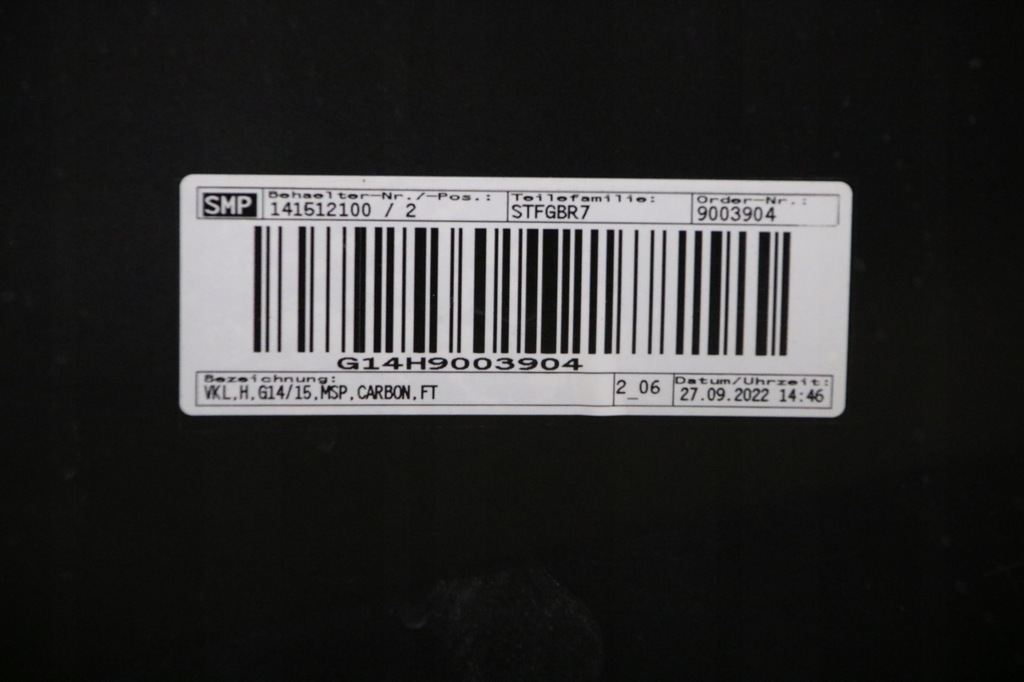 SMP Behaelter-Nr./-Pos.: Teilefamilie: Order-Nr.:
141512100 / 2 STFGBR7 9003904
G14H9003904
Bezeichnung: 2_06 Datum/Uhrzeit:
VKL,H,G14/15,MSP,CARBON,FT 27.09.2022 14:46